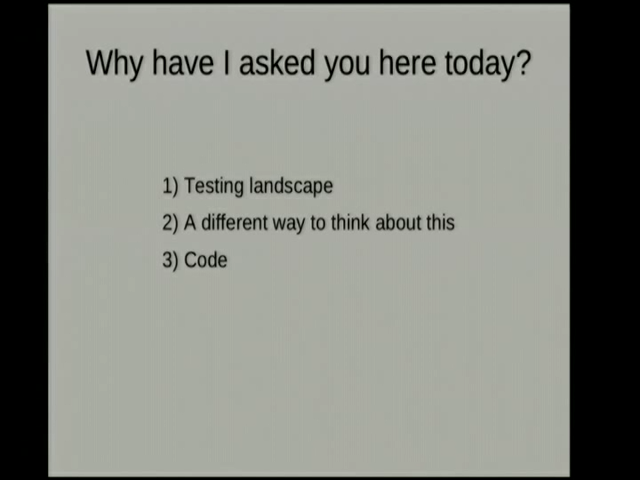 Why have I asked you here today?
1) Testing landscape
2) A different way to think about this
3) Code